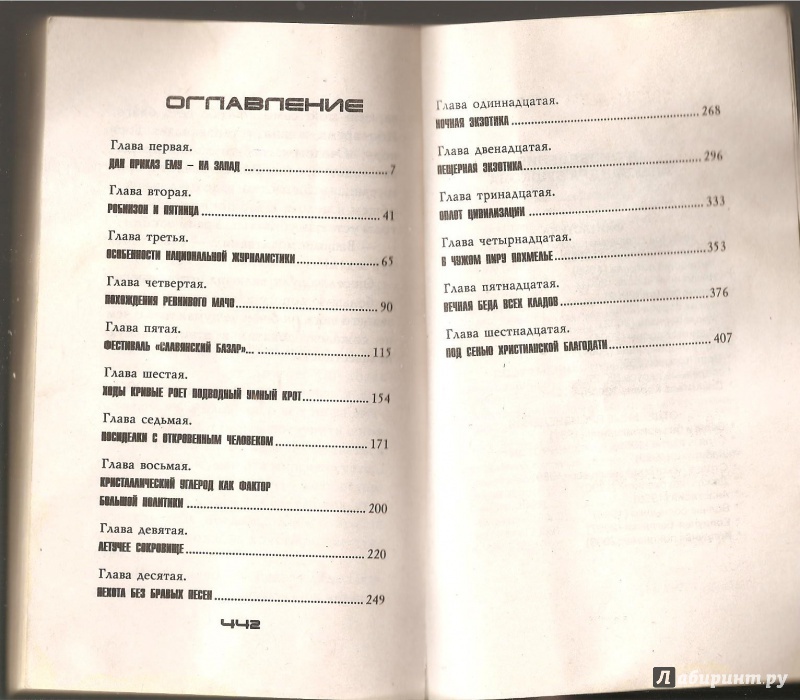 ОГЛАВЛЕНИЕ
Глава первая.
ДАН ПРИКАЗ ЕМУ – НА ЗАПАД ... 7
Глава вторая.
РОБИНЗОН И ПЯТНИЦА ... 41
Глава третья.
ОСОБЕННОСТИ НАЦИОНАЛЬНОЙ ЖУРНАЛИСТИКИ ... 65
Глава четвертая.
ПОХОЖДЕНИЯ РЕВНИВОГО МАЧО ... 90
Глава пятая.
ФЕСТИВАЛЬ «СЛАВЯНСКИЙ БАЗАР» ... 115
Глава шестая.
ХОДЫ КРИВЫЕ РОЕТ ПОДВОДНЫЙ УМНЫЙ КРОТ ... 154
Глава седьмая.
ПОСИДЕЛКИ С ОТКРОВЕННЫМ ЧЕЛОВЕКОМ ... 171
Глава восьмая.
КРИСТАЛЛИЧЕСКИЙ УГЛЕРОД КАК ФАКТОР
БОЛЬШОЙ ПОЛИТИКИ ... 200
Глава девятая.
ЛЕТУЧЕЕ СОКРОВИЩЕ ... 220
Глава десятая.
ПЕХОТА БЕЗ БРАВЫХ ПЕСЕН ... 249
442
Глава одиннадцатая.
НОЧНАЯ ЭКЗОТИКА ... 268
Глава двенадцатая.
ПЕЩЕРНАЯ ЭКЗОТИКА ... 296
Глава тринадцатая.
ОПЛОТ ЦИВИЛИЗАЦИИ ... 333
Глава четырнадцатая.
В ЧУЖОМ ПИРУ ПОХМЕЛЬЕ ... 353
Глава пятнадцатая.
ВЕЧНАЯ БЕДА ВСЕХ КЛАДОВ ... 376
Глава шестнадцатая.
ПОД СЕНЬЮ ХРИСТИАНСКОЙ БЛАГОДАТИ ... 407
Лабиринт.ру